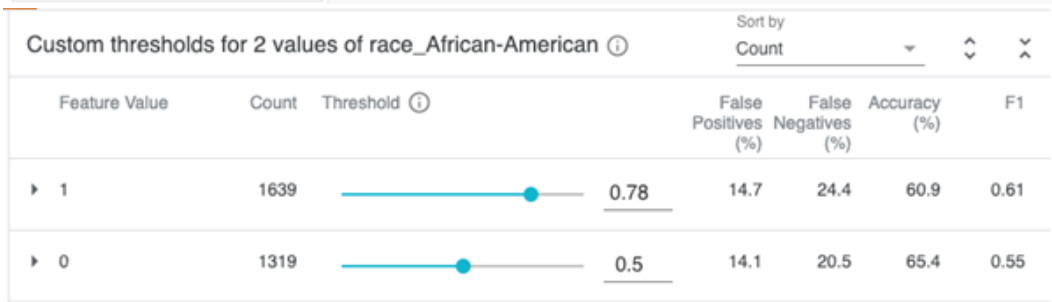 Sort by
Custom thresholds for 2 values of race_African-American
Count
Feature Value Count Threshold False Positives (%) False Negatives (%) Accuracy (%) F1
1 1639 0.78 14.7 24.4 60.9 0.61
0 1319 0.5 14.1 20.5 65.4 0.55